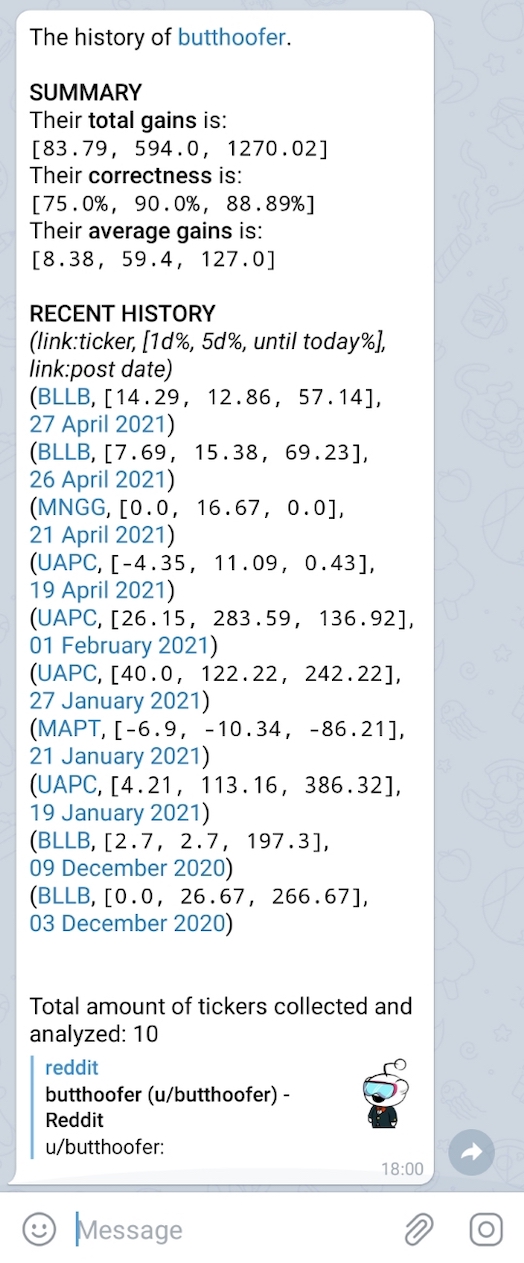 The history of butthoofer.
SUMMARY
Their total gains is:
[83.79, 594.0, 1270.02]
Their correctness is:
[75.0%, 90.0%, 88.89%]
Their average gains is:
[8.38, 59.4, 127.0]
RECENT HISTORY
(link:ticker, [1d%, 5d%, until today%],
link:post date)
(BLLB, [14.29, 12.86, 57.14],
27 April 2021)
(BLLB, [7.69, 15.38, 69.23],
26 April 2021)
(MNGG, [0.0, 16.67, 0.0],
21 April 2021)
(UAPC, [-4.35, 11.09, 0.43],
19 April 2021)
(UAPC, [26.15, 283.59, 136.92],
01 February 2021)
(UAPC, [40.0, 122.22, 242.22],
27 January 2021)
(MAPT, [-6.9, -10.34, -86.21],
21 January 2021)
(UAPC, [4.21, 113.16, 386.32],
19 January 2021)
(BLLB, [2.7, 2.7, 197.3],
09 December 2020)
(BLLB, [0.0, 26.67, 266.67],
03 December 2020)
Total amount of tickers collected and
analyzed: 10
reddit
butthoofer (u/butthoofer) -
Reddit
u/butthoofer:
18:00
Message